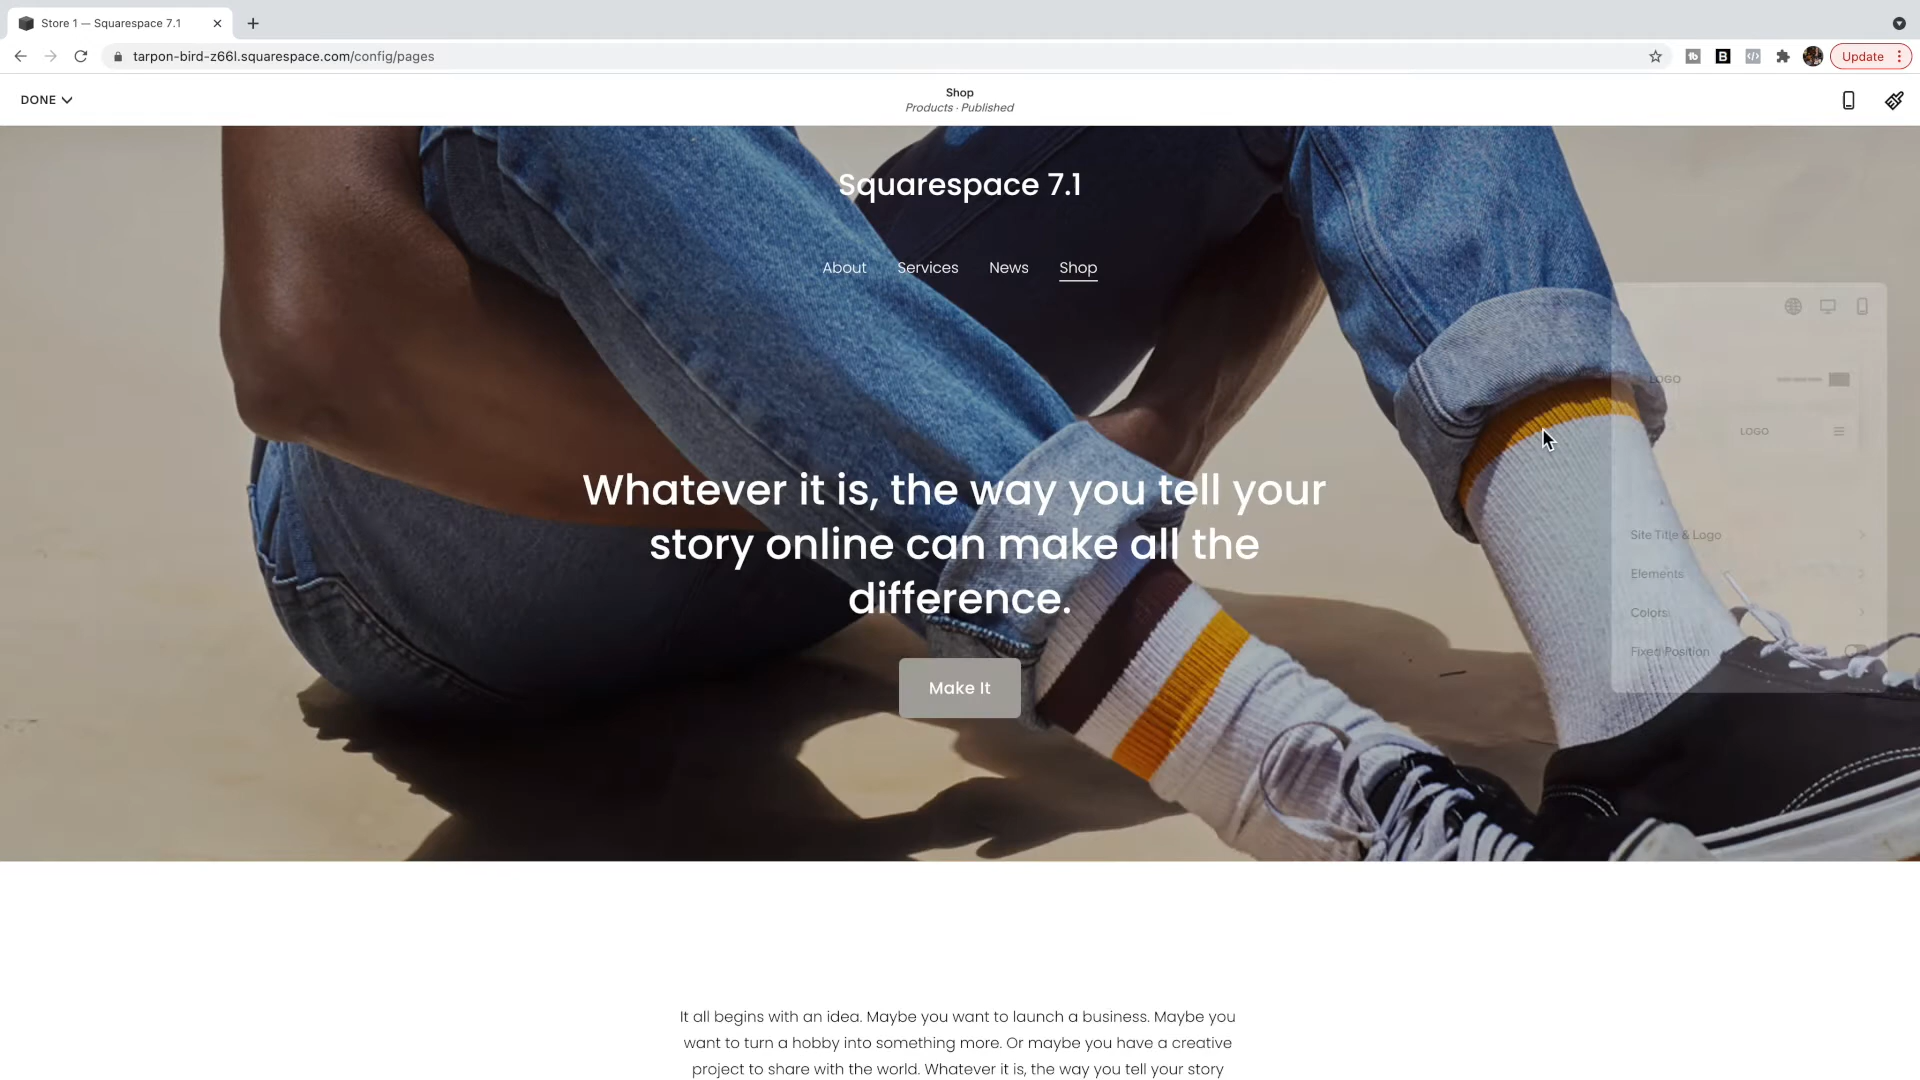 Store 1 — Squarespace 7.1
tarpon-bird-z66l.squarespace.com/config/pages
Update
DONE
Shop
Products · Published
Squarespace 7.1
About Services News Shop
LOGO
LOGO
Whatever it is, the way you tell your
story online can make all the
difference.
Site Title & Logo
Elements
Colors
Fixed Position
Make It
It all begins with an idea. Maybe you want to launch a business. Maybe you
want to turn a hobby into something more. Or maybe you have a creative
project to share with the world. Whatever it is, the way you tell your story